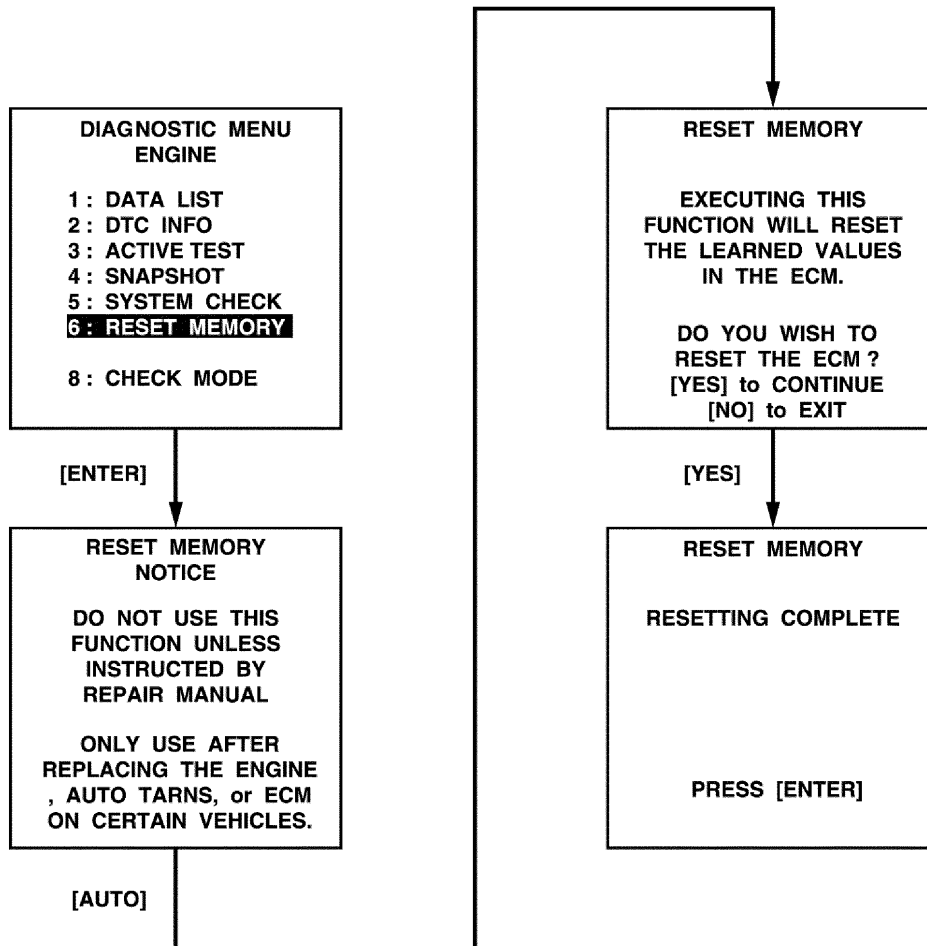 DIAGNOSTIC MENU
ENGINE
1 : DATA LIST
2 : DTC INFO
3 : ACTIVE TEST
4 : SNAPSHOT
5 : SYSTEM CHECK
6 : RESET MEMORY
8 : CHECK MODE
[ENTER]
RESET MEMORY
NOTICE
DO NOT USE THIS
FUNCTION UNLESS
INSTRUCTED BY
REPAIR MANUAL
ONLY USE AFTER
REPLACING THE ENGINE
, AUTO TARNS, or ECM
ON CERTAIN VEHICLES.
[AUTO]
RESET MEMORY
EXECUTING THIS
FUNCTION WILL RESET
THE LEARNED VALUES
IN THE ECM.
DO YOU WISH TO
RESET THE ECM ?
[YES] to CONTINUE
[NO] to EXIT
[YES]
RESET MEMORY
RESETTING COMPLETE
PRESS [ENTER]